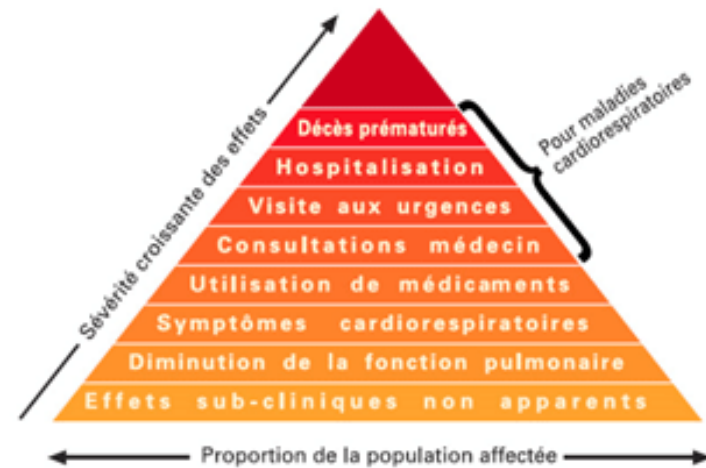 Décès prématurés
Hospitalisation
Visite aux urgences
Consultations médecin
Utilisation de médicaments
Symptômes cardiorespiratoires
Diminution de la fonction pulmonaire
Effets sub-cliniques non apparents
Sévérité croissante des effets
Pour maladies
cardiorespiratoires
Proportion de la population affectée